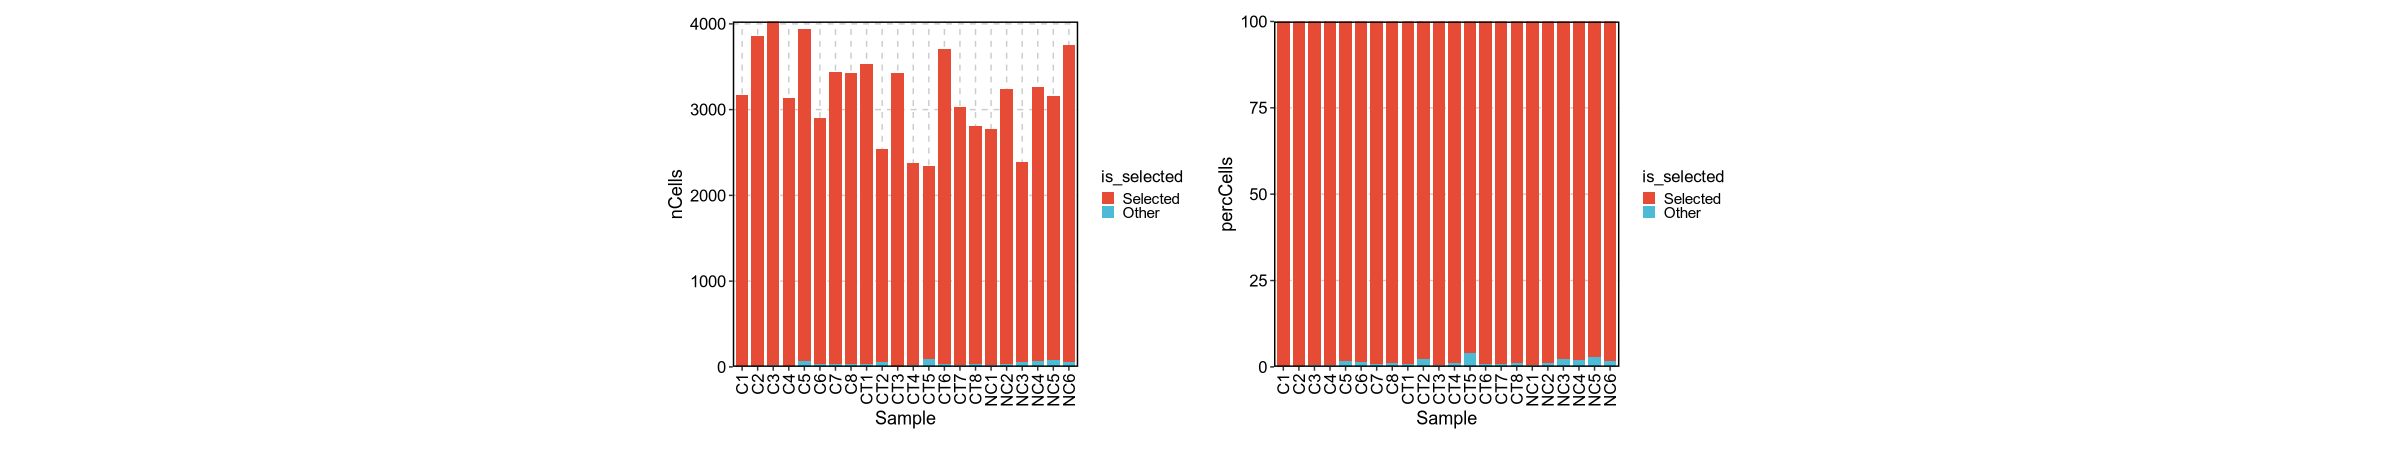 nCells
4000
3000
2000
1000
0
C1
C2
C3
C4
C5
C6
C7
C8
CT1
CT2
CT3
CT4
CT5
CT6
CT7
CT8
NC1
NC2
NC3
NC4
NC5
NC6
Sample
is_selected
Selected
Other
percCells
100
75
50
25
0
C1
C2
C3
C4
C5
C6
C7
C8
CT1
CT2
CT3
CT4
CT5
CT6
CT7
CT8
NC1
NC2
NC3
NC4
NC5
NC6
Sample
is_selected
Selected
Other